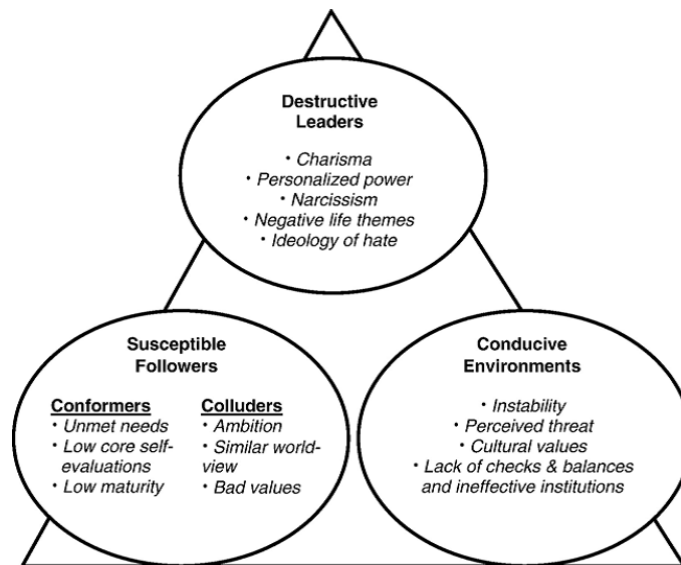 Destructive
Leaders
• Charisma
• Personalized power
• Narcissism
• Negative life themes
• Ideology of hate
Susceptible
Followers
Conformers
• Unmet needs
• Low core self-
evaluations
• Low maturity
Colluders
• Ambition
• Similar world-
view
• Bad values
Conducive
Environments
• Instability
• Perceived threat
• Cultural values
• Lack of checks & balances
and ineffective institutions